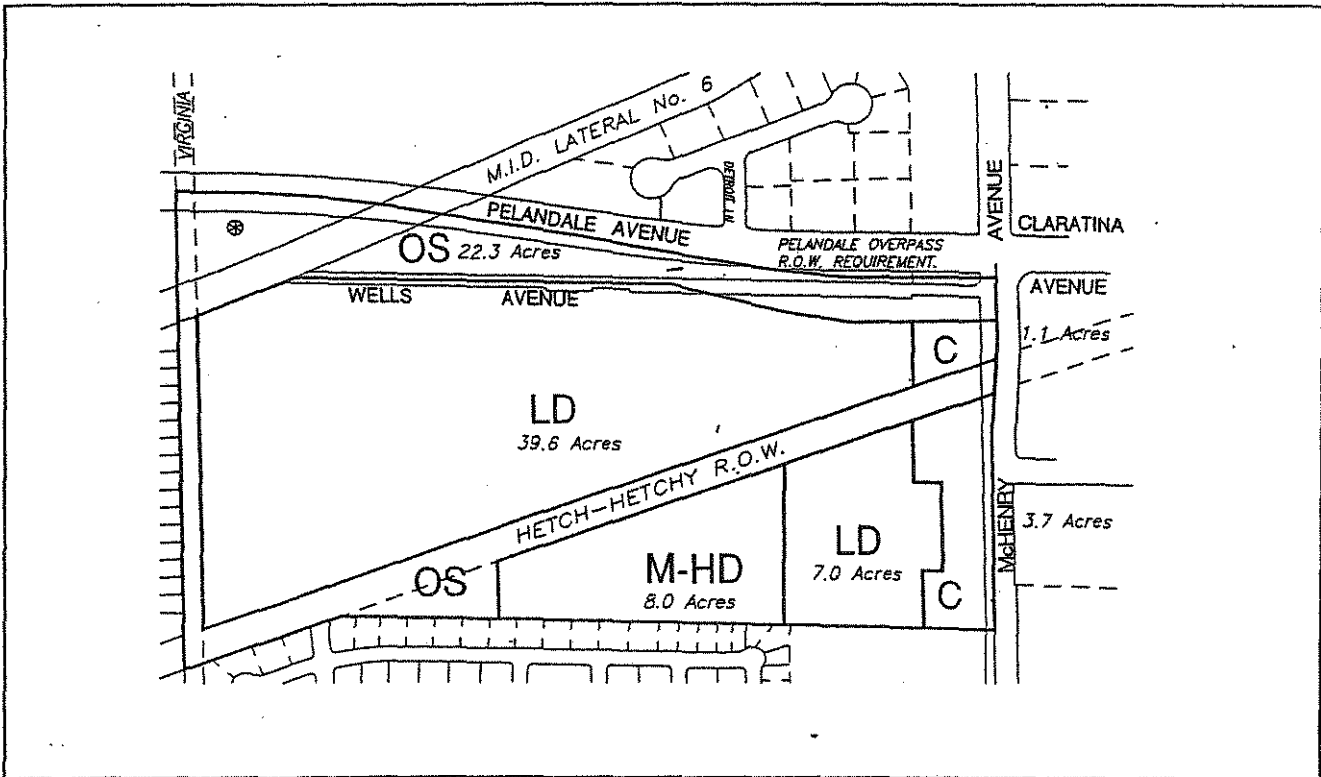 VIRGINIA
M.I.D. LATERAL No. 6
DETROIT LN
AVENUE
CLARATINA
PELANDALE AVENUE
PELANDALE OVERPASS
R.O.W. REQUIREMENT.
OS 22.3 Acres
WELLS AVENUE
AVENUE
1.1 Acres
C
LD
39.6 Acres
HETCH-HETCHY R.O.W.
McHENRY
3.7 Acres
LD
7.0 Acres
OS
M-HD
8.0 Acres
C